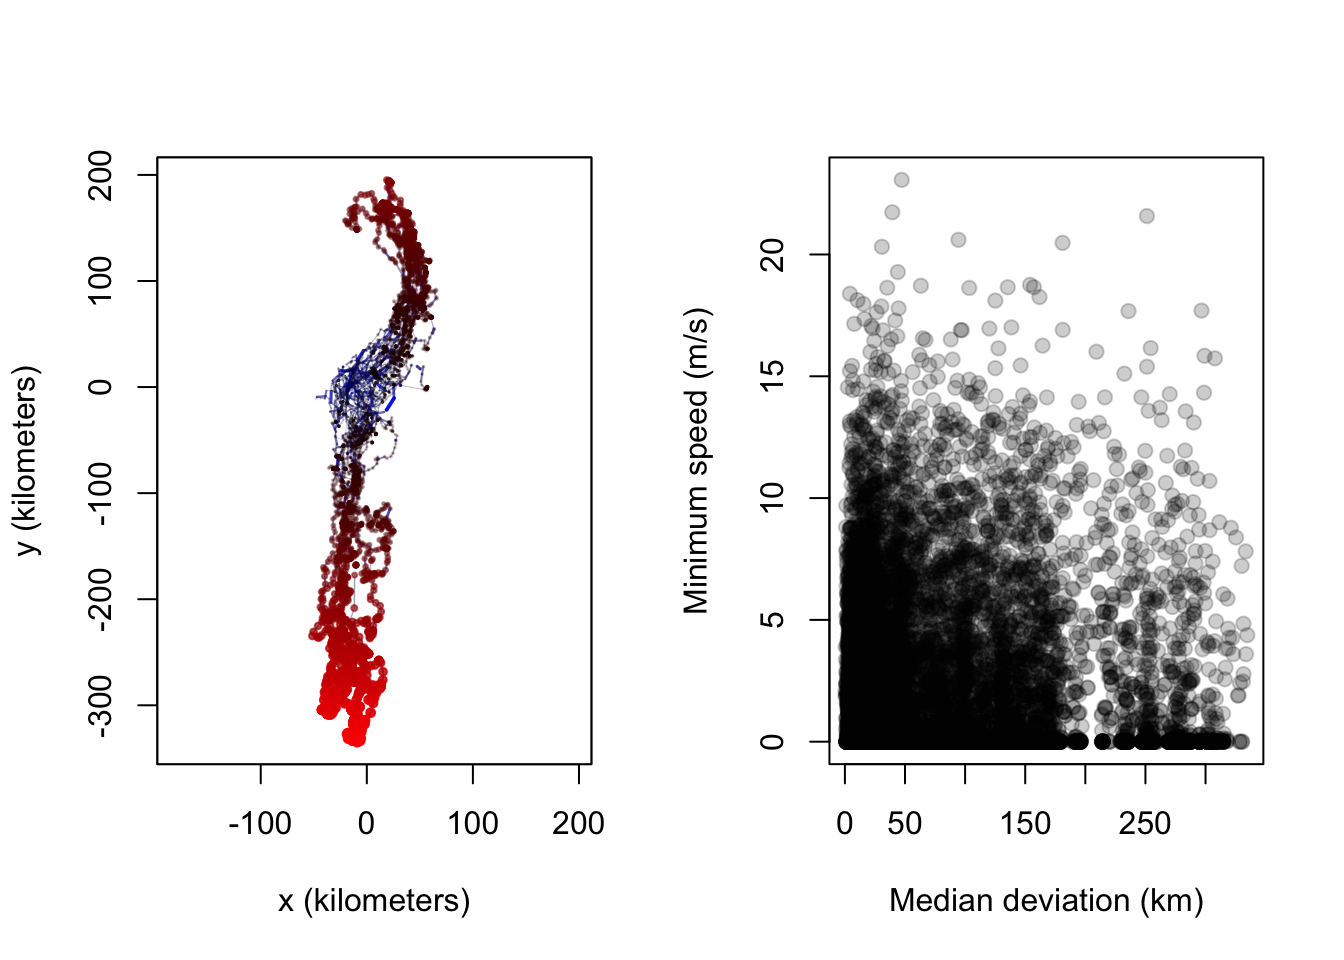 y (kilometers)
200
100
0
-100
-200
-300
-100 0 100 200
x (kilometers)
Minimum speed (m/s)
20
15
10
5
0
0 50 150 250
Median deviation (km)